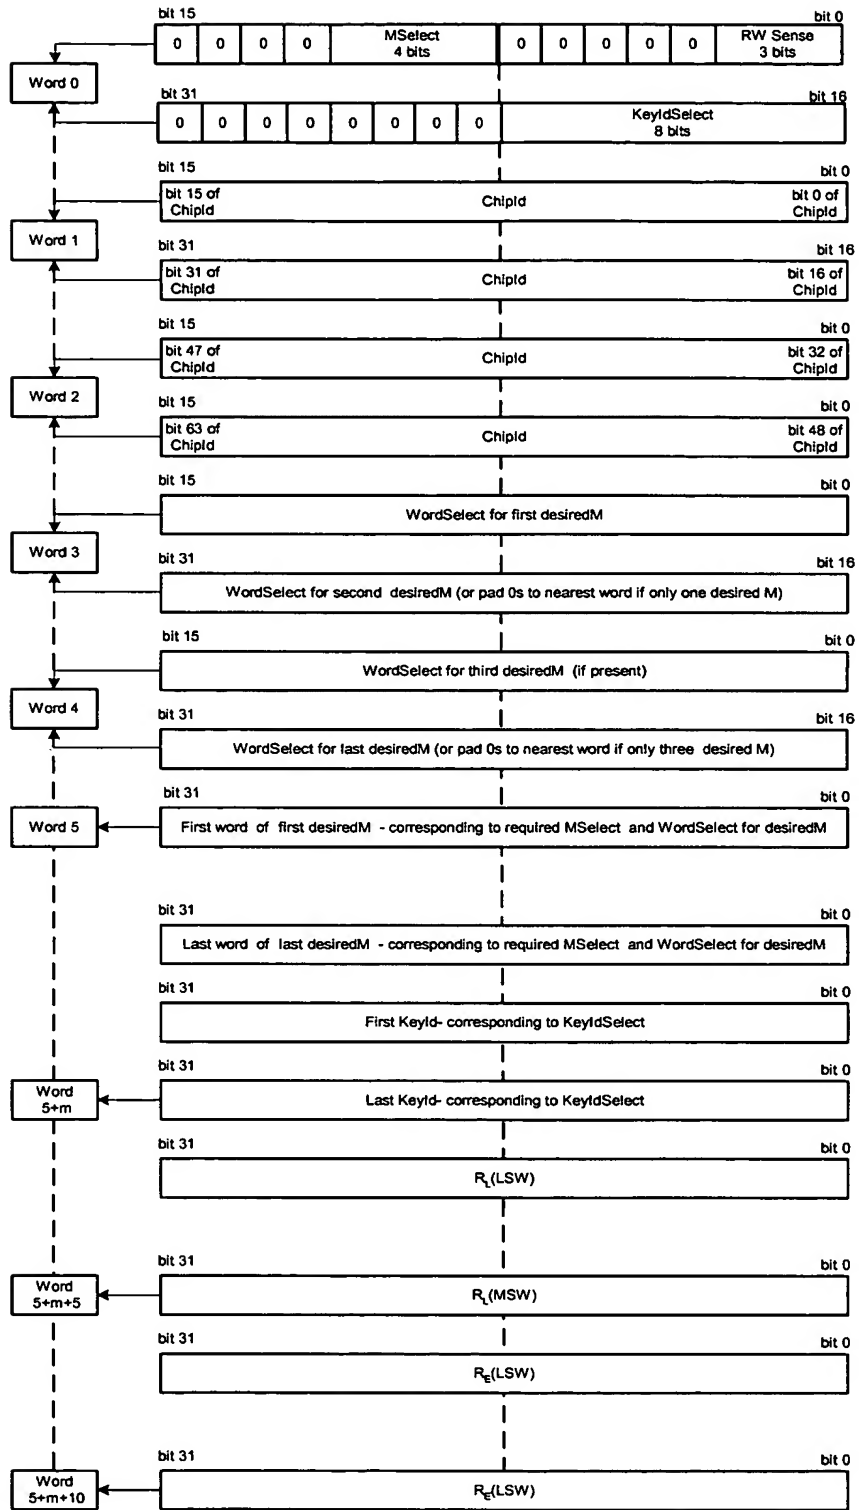 bit 15
bit 0
0 0 0 0 MSelect 4 bits 0 0 0 0 0 RW Sense 3 bits
Word 0
bit 31
bit 16
0 0 0 0 0 0 0 0 KeyIdSelect 8 bits
bit 15
bit 0
bit 15 of ChipId
ChipId
bit 0 of ChipId
Word 1
bit 31
bit 16
bit 31 of ChipId
ChipId
bit 16 of ChipId
bit 15
bit 0
bit 47 of ChipId
ChipId
bit 32 of ChipId
Word 2
bit 15
bit 0
bit 63 of ChipId
ChipId
bit 48 of ChipId
bit 15
bit 0
WordSelect for first desiredM
Word 3
bit 31
bit 16
WordSelect for second desiredM (or pad 0s to nearest word if only one desired M)
bit 15
bit 0
WordSelect for third desiredM (if present)
Word 4
bit 31
bit 16
WordSelect for last desiredM (or pad 0s to nearest word if only three desired M)
bit 31
bit 0
Word 5
First word of first desiredM - corresponding to required MSelect and WordSelect for desiredM
bit 31
bit 0
Last word of last desiredM - corresponding to required MSelect and WordSelect for desiredM
bit 31
bit 0
First KeyId- corresponding to KeyIdSelect
bit 31
bit 0
Word 5+m
Last KeyId- corresponding to KeyIdSelect
bit 31
bit 0
R_L(LSW)
bit 31
bit 0
Word 5+m+5
R_L(MSW)
bit 31
bit 0
R_E(LSW)
bit 31
bit 0
Word 5+m+10
R_E(LSW)